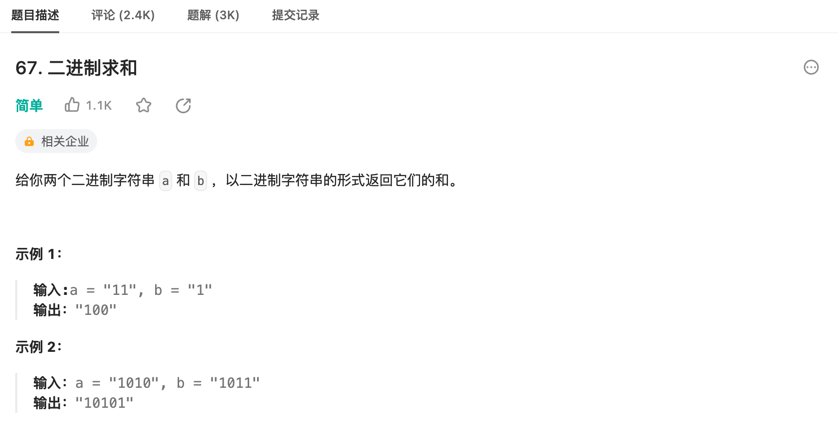 题目描述 评论 (2.4K) 题解 (3K) 提交记录
67. 二进制求和
简单 1.1K
相关企业
给你两个二进制字符串 a 和 b ，以二进制字符串的形式返回它们的和。
示例 1：
输入:a = "11", b = "1"
输出："100"
示例 2：
输入：a = "1010", b = "1011"
输出："10101"